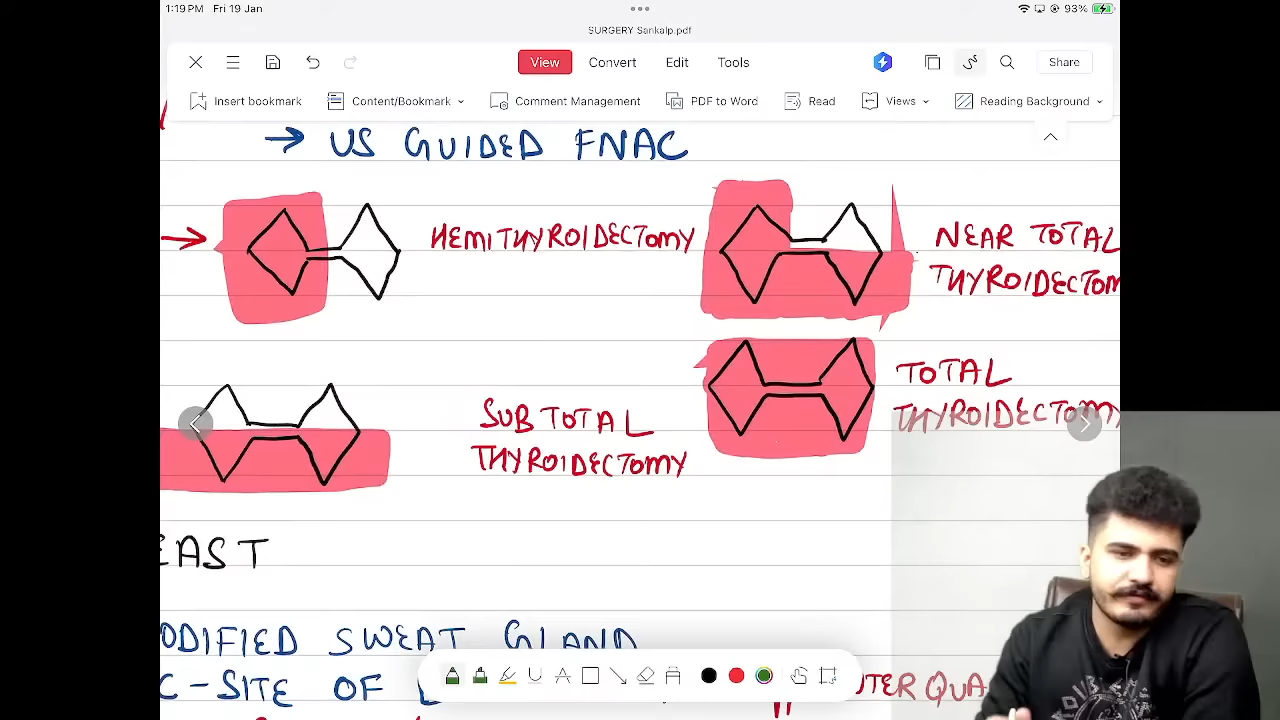 1:19 PM Fri 19 Jan
93%
SURGERY Sankalp.pdf
View Convert Edit Tools Share
Insert bookmark Content/Bookmark Comment Management PDF to Word Read Views Reading Background
→ US GUIDED FNAC
HEMITHYROIDECTOMY
NEAR TOTAL
THYROIDECTOM
TOTAL
THYROIDECTOMY
SUB TOTAL
THYROIDECTOMY
EAST
ODIFIED SWEAT GLAND
C-SITE OF
UTER QUA